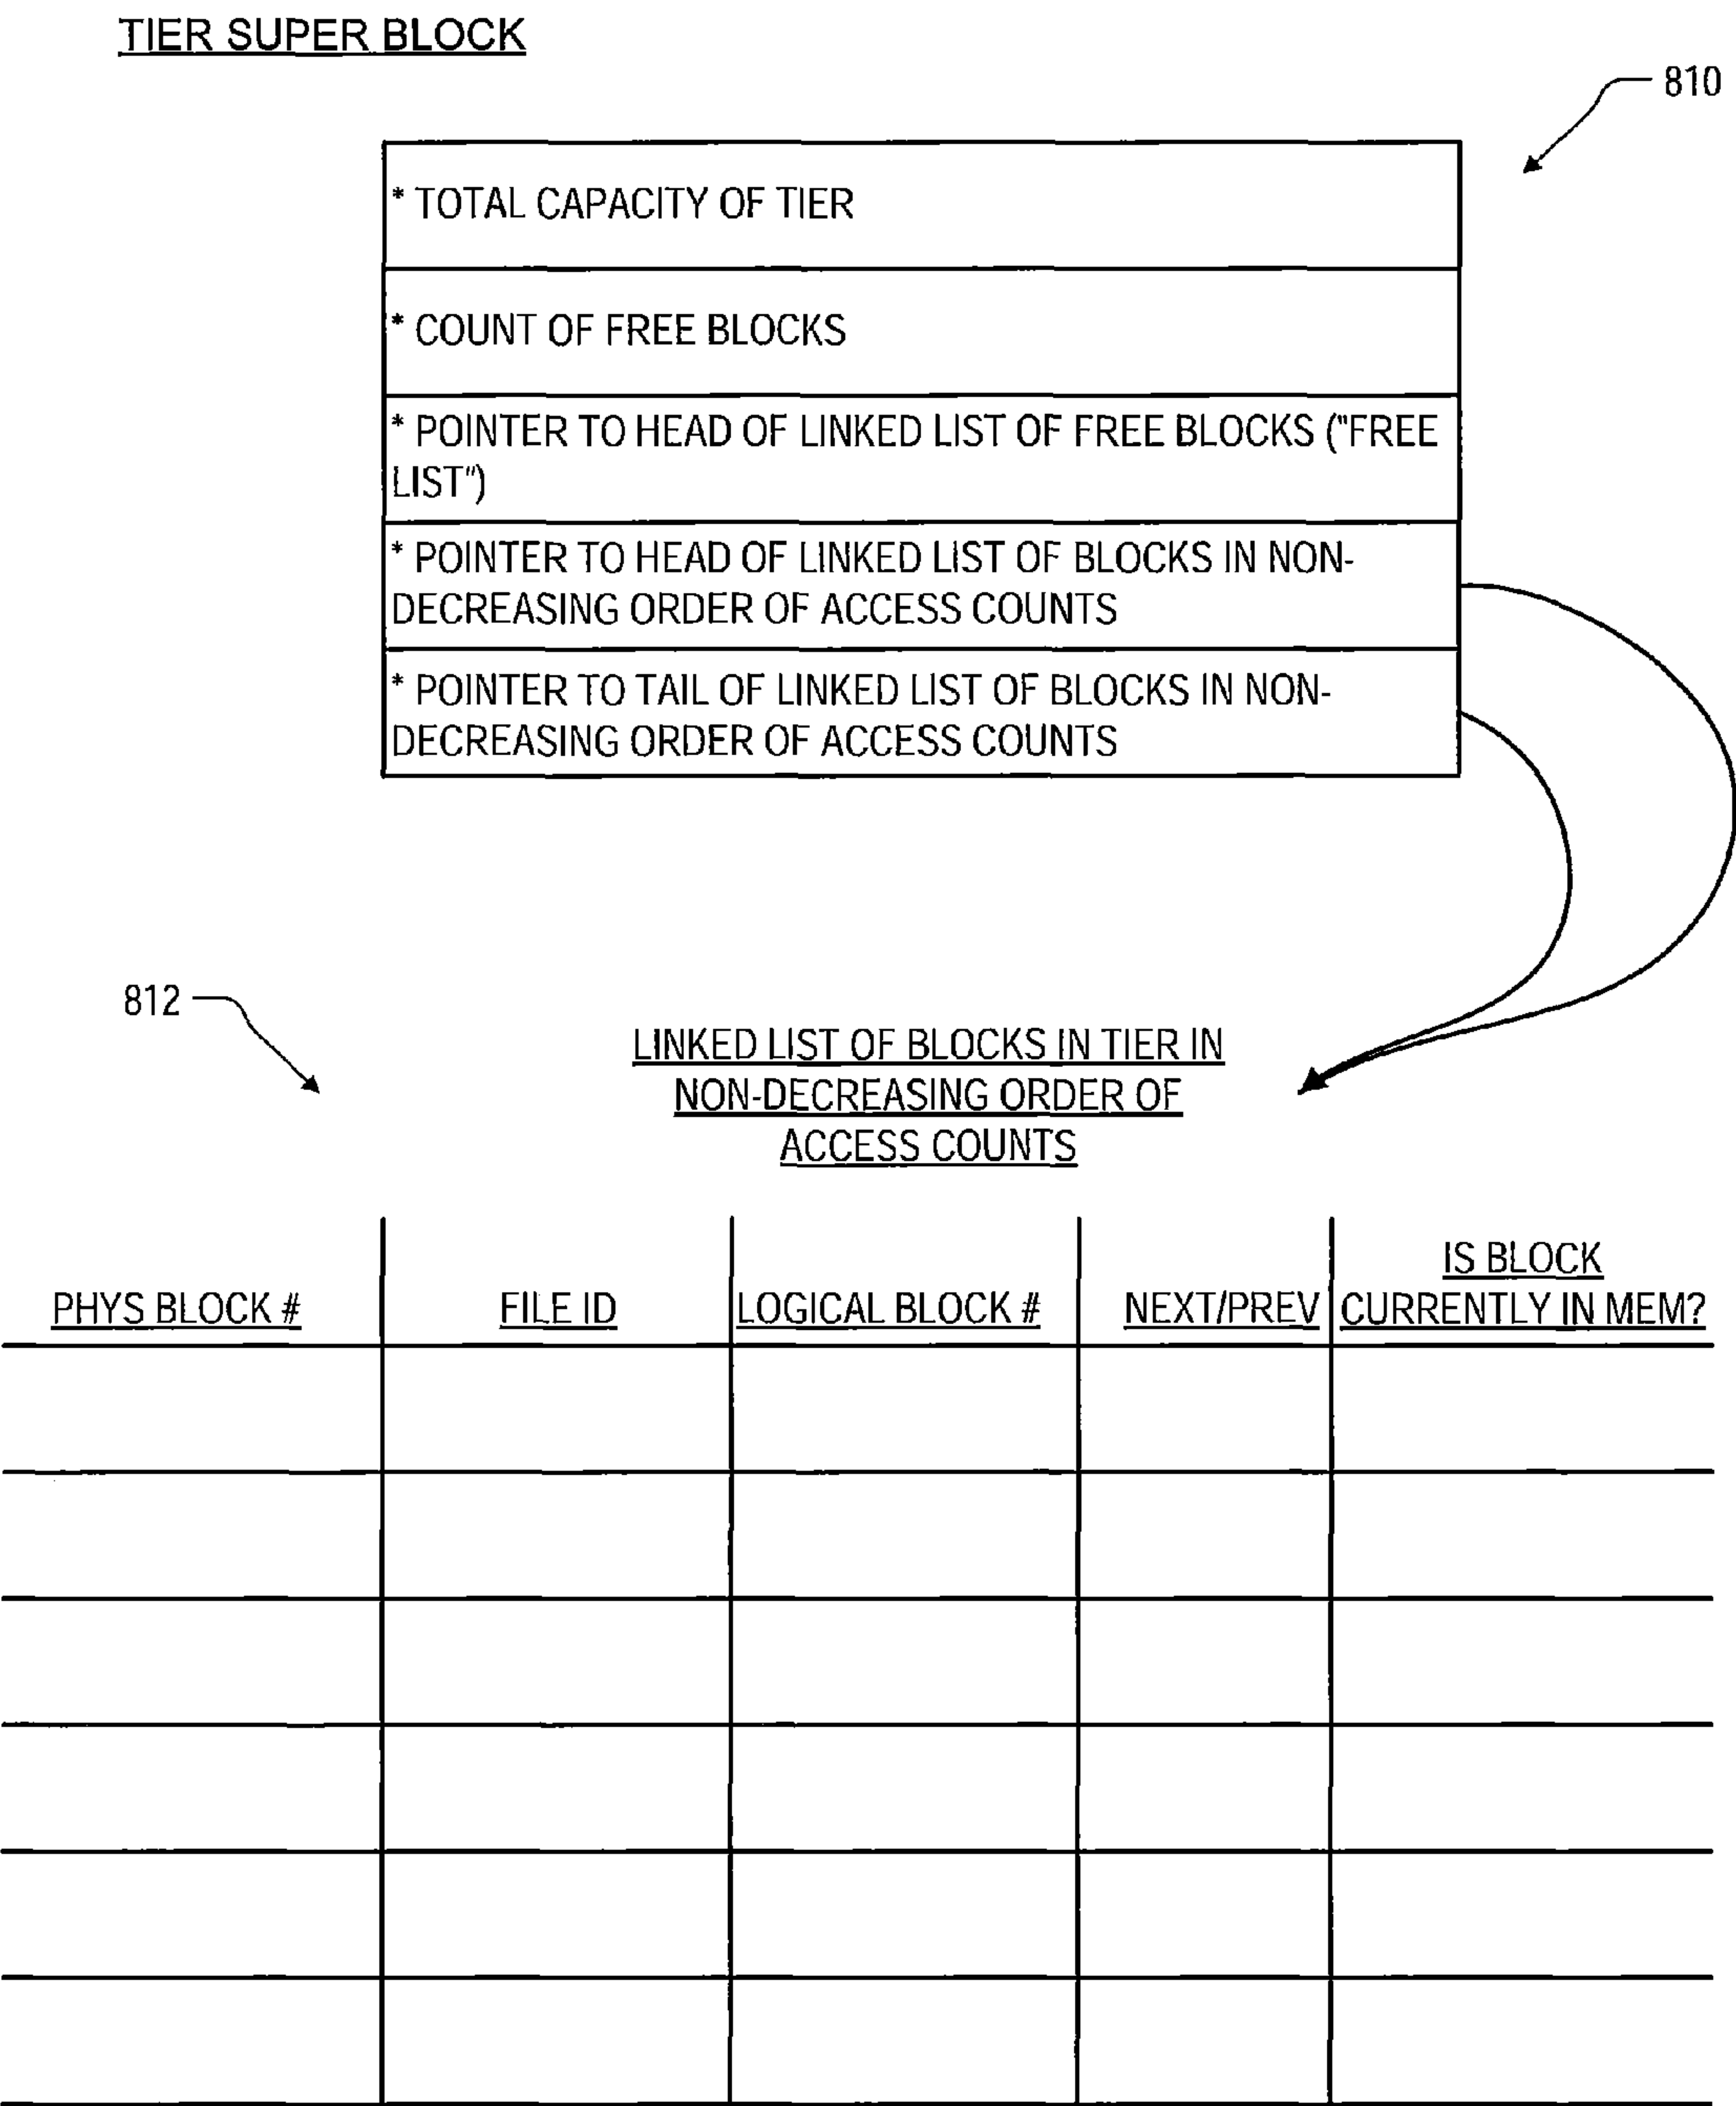 TIER SUPER BLOCK
810
* TOTAL CAPACITY OF TIER
* COUNT OF FREE BLOCKS
* POINTER TO HEAD OF LINKED LIST OF FREE BLOCKS ("FREE
LIST")
* POINTER TO HEAD OF LINKED LIST OF BLOCKS IN NON-
DECREASING ORDER OF ACCESS COUNTS
* POINTER TO TAIL OF LINKED LIST OF BLOCKS IN NON-
DECREASING ORDER OF ACCESS COUNTS
812
LINKED LIST OF BLOCKS IN TIER IN
NON-DECREASING ORDER OF
ACCESS COUNTS
PHYS BLOCK #
FILE ID
LOGICAL BLOCK #
NEXT/PREV
IS BLOCK
CURRENTLY IN MEM?